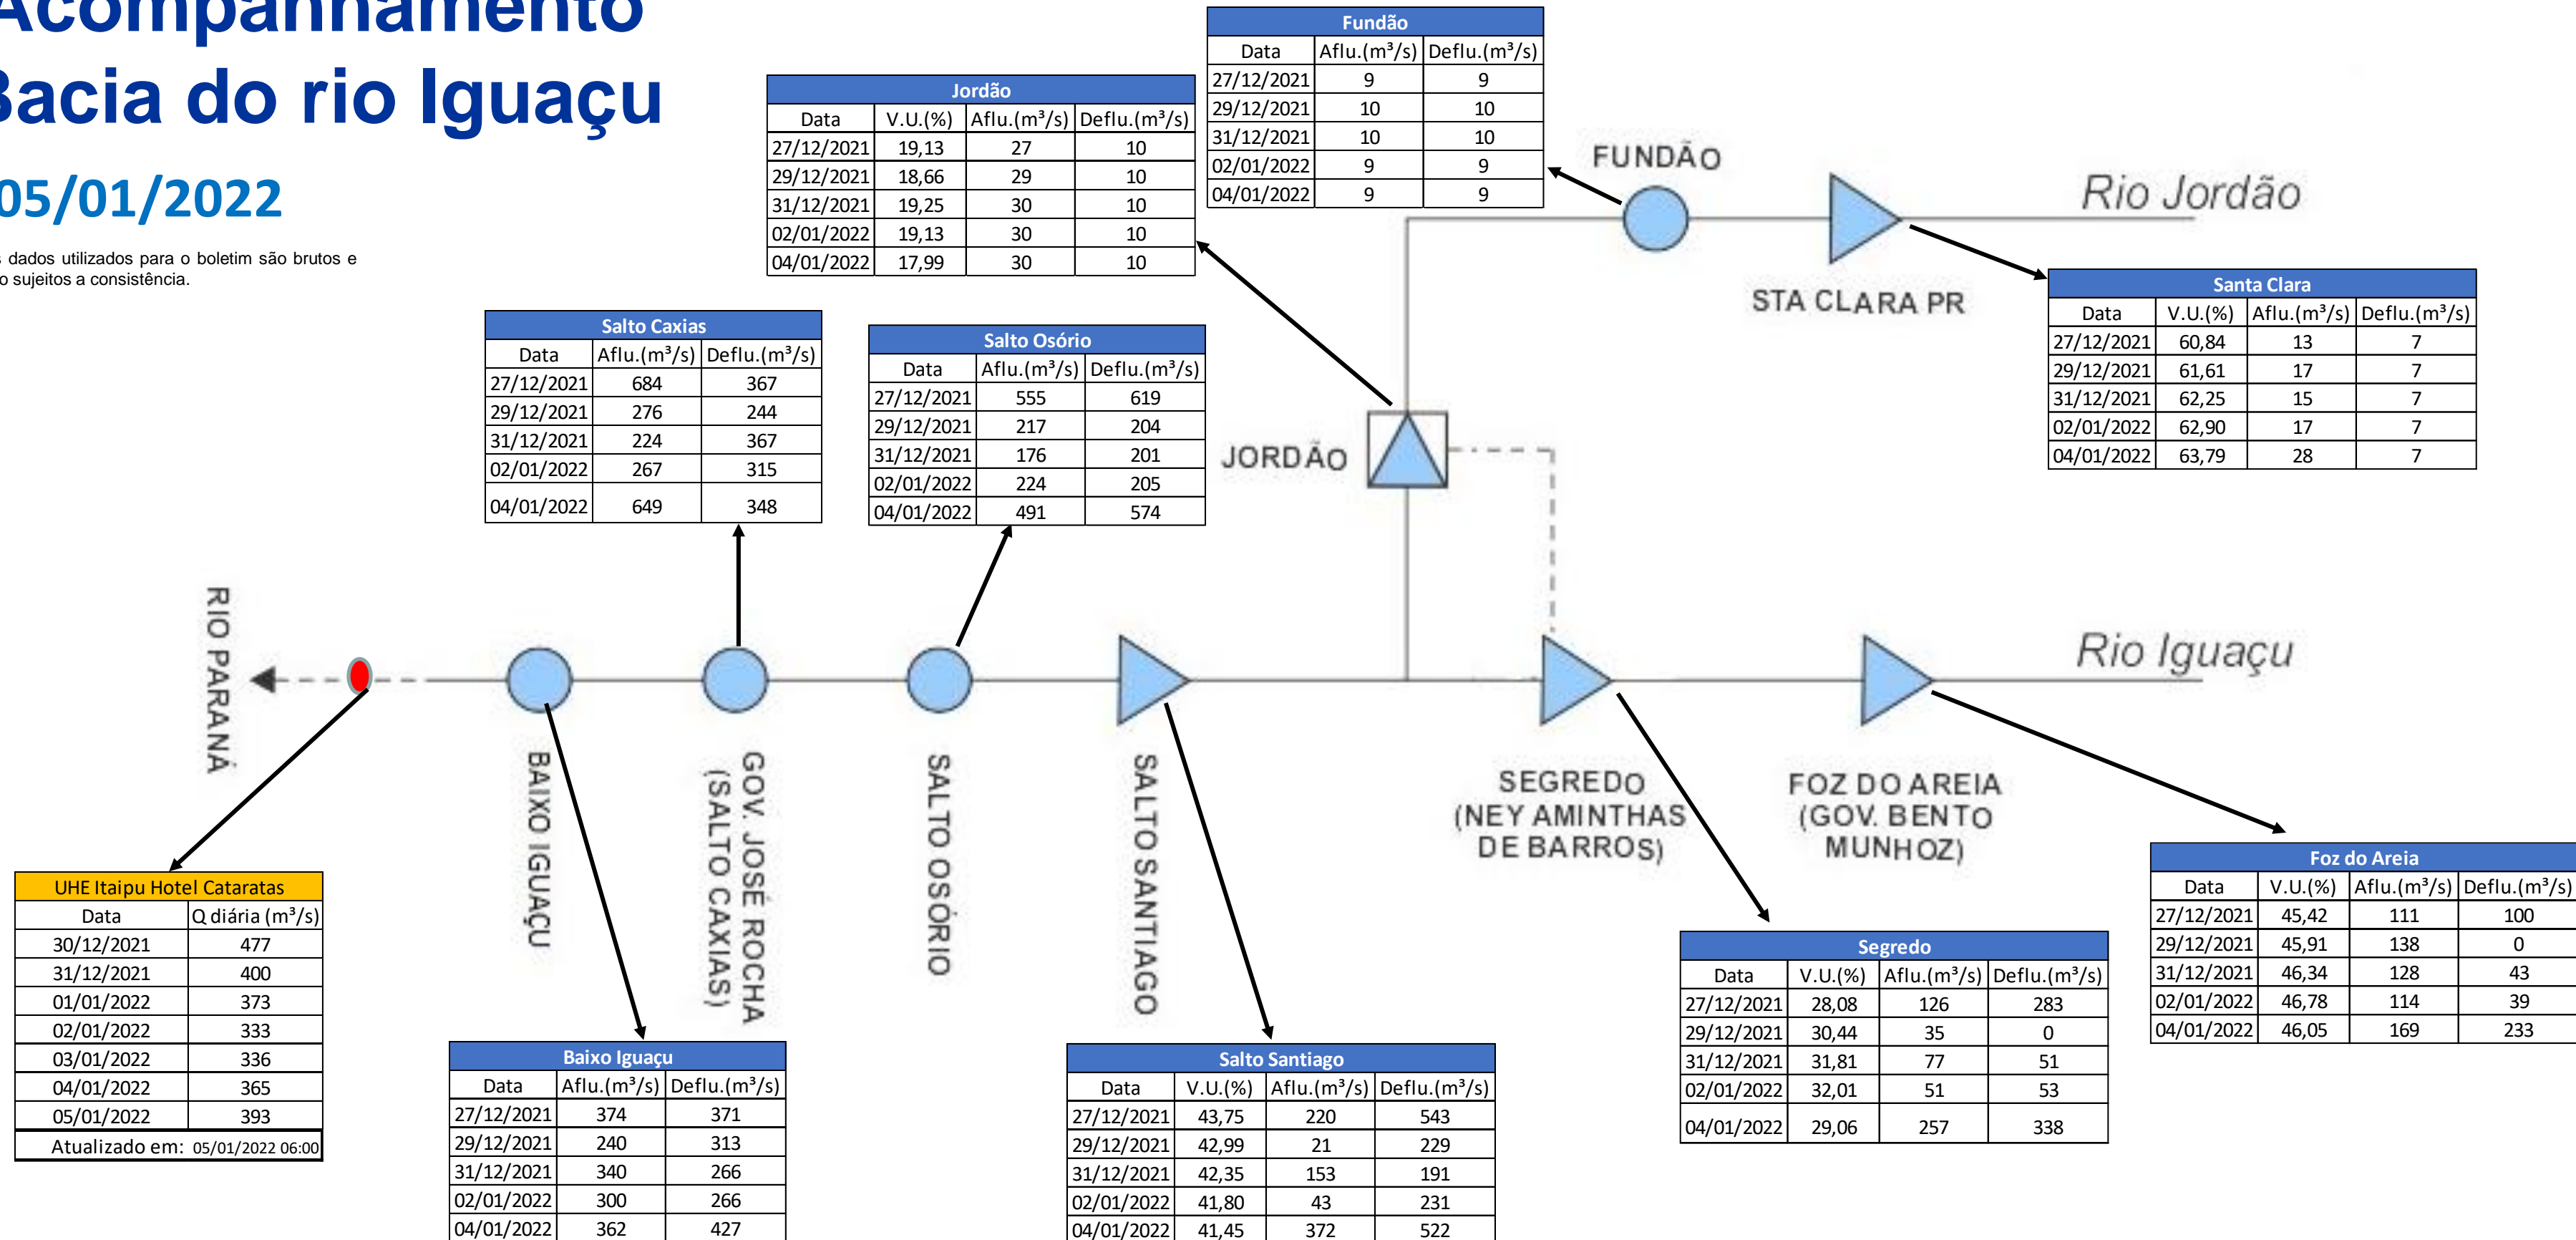 Acompanhamento
Bacia do rio Iguaçu
05/01/2022
s dados utilizados para o boletim são brutos e
o sujeitos a consistência.
Fundão
Data Aflu.(m³/s) Deflu.(m³/s)
27/12/2021 9 9
29/12/2021 10 10
31/12/2021 10 10
02/01/2022 9 9
04/01/2022 9 9
Jordão
Data V.U.(%) Aflu.(m³/s) Deflu.(m³/s)
27/12/2021 19,13 27 10
29/12/2021 18,66 29 10
31/12/2021 19,25 30 10
02/01/2022 19,13 30 10
04/01/2022 17,99 30 10
FUNDÃO
Rio Jordão
STA CLARA PR
Santa Clara
Data V.U.(%) Aflu.(m³/s) Deflu.(m³/s)
27/12/2021 60,84 13 7
29/12/2021 61,61 17 7
31/12/2021 62,25 15 7
02/01/2022 62,90 17 7
04/01/2022 63,79 28 7
Salto Caxias
Data Aflu.(m³/s) Deflu.(m³/s)
27/12/2021 684 367
29/12/2021 276 244
31/12/2021 224 367
02/01/2022 267 315
04/01/2022 649 348
Salto Osório
Data Aflu.(m³/s) Deflu.(m³/s)
27/12/2021 555 619
29/12/2021 217 204
31/12/2021 176 201
02/01/2022 224 205
04/01/2022 491 574
JORDÃO
RIO PARANÁ
Rio Iguaçu
BAIXO IGUAÇU
GOV. JOSÉ ROCHA
(SALTO CAXIAS)
SALTO OSÓRIO
SALTO SANTIAGO
SEGREDO
(NEY AMINTHAS
DE BARROS)
FOZ DO AREIA
(GOV. BENTO
MUNHOZ)
UHE Itaipu Hotel Cataratas
Data Q diária (m³/s)
30/12/2021 477
31/12/2021 400
01/01/2022 373
02/01/2022 333
03/01/2022 336
04/01/2022 365
05/01/2022 393
Atualizado em: 05/01/2022 06:00
Baixo Iguaçu
Data Aflu.(m³/s) Deflu.(m³/s)
27/12/2021 374 371
29/12/2021 240 313
31/12/2021 340 266
02/01/2022 300 266
04/01/2022 362 427
Salto Santiago
Data V.U.(%) Aflu.(m³/s) Deflu.(m³/s)
27/12/2021 43,75 220 543
29/12/2021 42,99 21 229
31/12/2021 42,35 153 191
02/01/2022 41,80 43 231
04/01/2022 41,45 372 522
Segredo
Data V.U.(%) Aflu.(m³/s) Deflu.(m³/s)
27/12/2021 28,08 126 283
29/12/2021 30,44 35 0
31/12/2021 31,81 77 51
02/01/2022 32,01 51 53
04/01/2022 29,06 257 338
Foz do Areia
Data V.U.(%) Aflu.(m³/s) Deflu.(m³/s)
27/12/2021 45,42 111 100
29/12/2021 45,91 138 0
31/12/2021 46,34 128 43
02/01/2022 46,78 114 39
04/01/2022 46,05 169 233